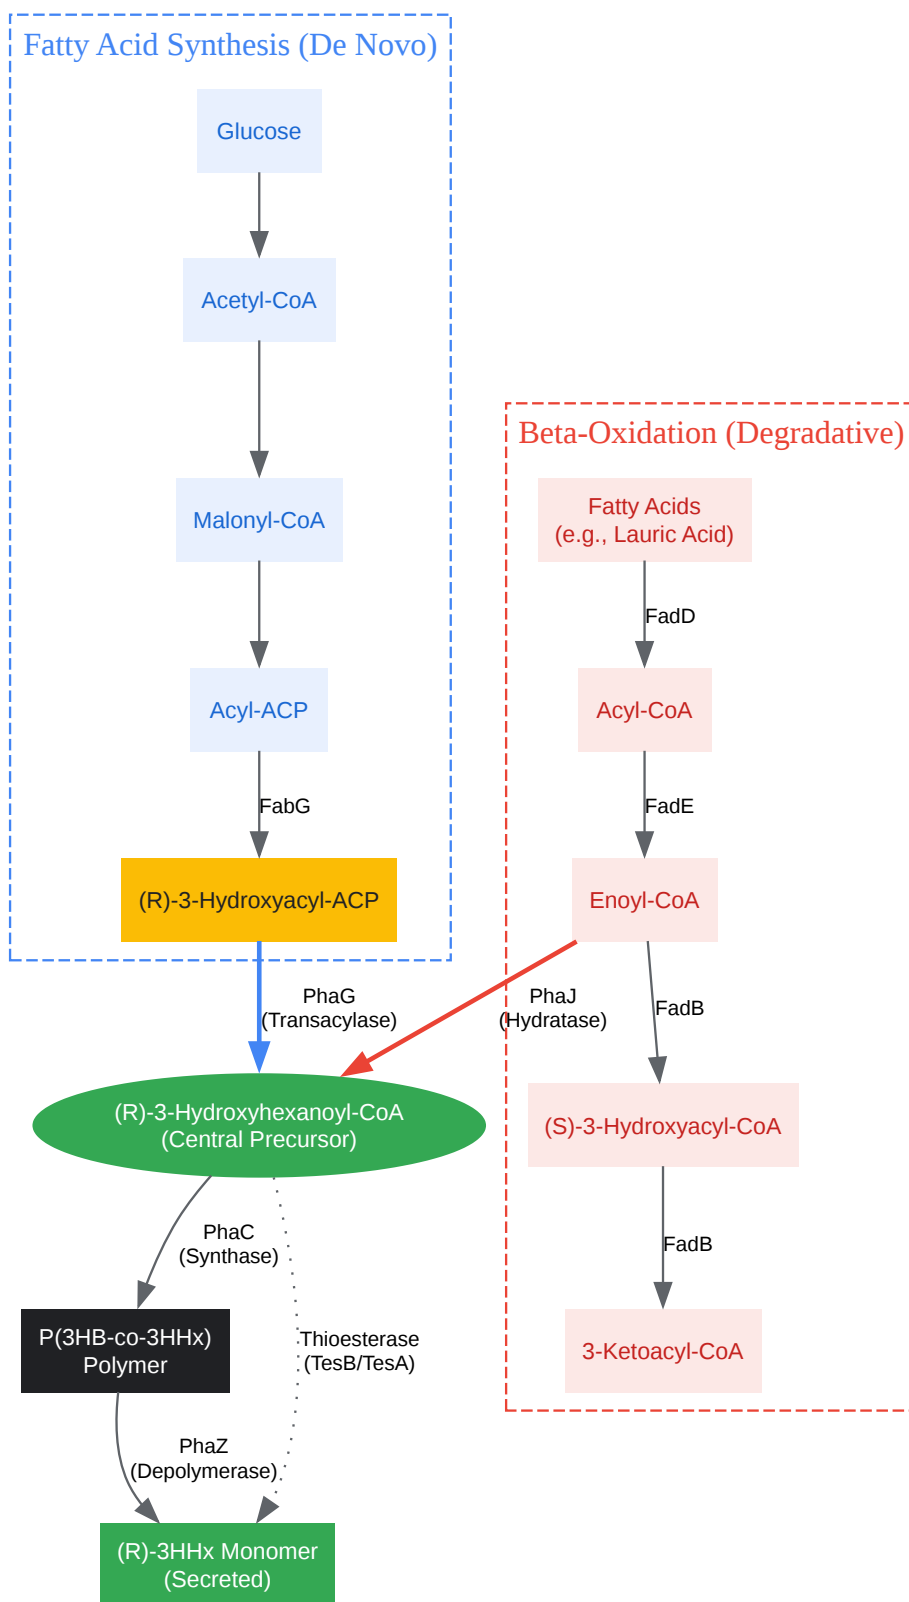 Fatty Acid Synthesis (De Novo)
Glucose
Acetyl-CoA
Malonyl-CoA
Acyl-ACP
FabG
(R)-3-Hydroxyacyl-ACP
Beta-Oxidation (Degradative)
Fatty Acids
(e.g., Lauric Acid)
FadD
Acyl-CoA
FadE
Enoyl-CoA
PhaG
(Transacylase)
PhaJ
(Hydratase)
FadB
(R)-3-Hydroxyhexanoyl-CoA
(Central Precursor)
(S)-3-Hydroxyacyl-CoA
PhaC
(Synthase)
FadB
P(3HB-co-3HHx)
Polymer
Thioesterase
(TesB/TesA)
3-Ketoacyl-CoA
PhaZ
(Depolymerase)
(R)-3HHx Monomer
(Secreted)